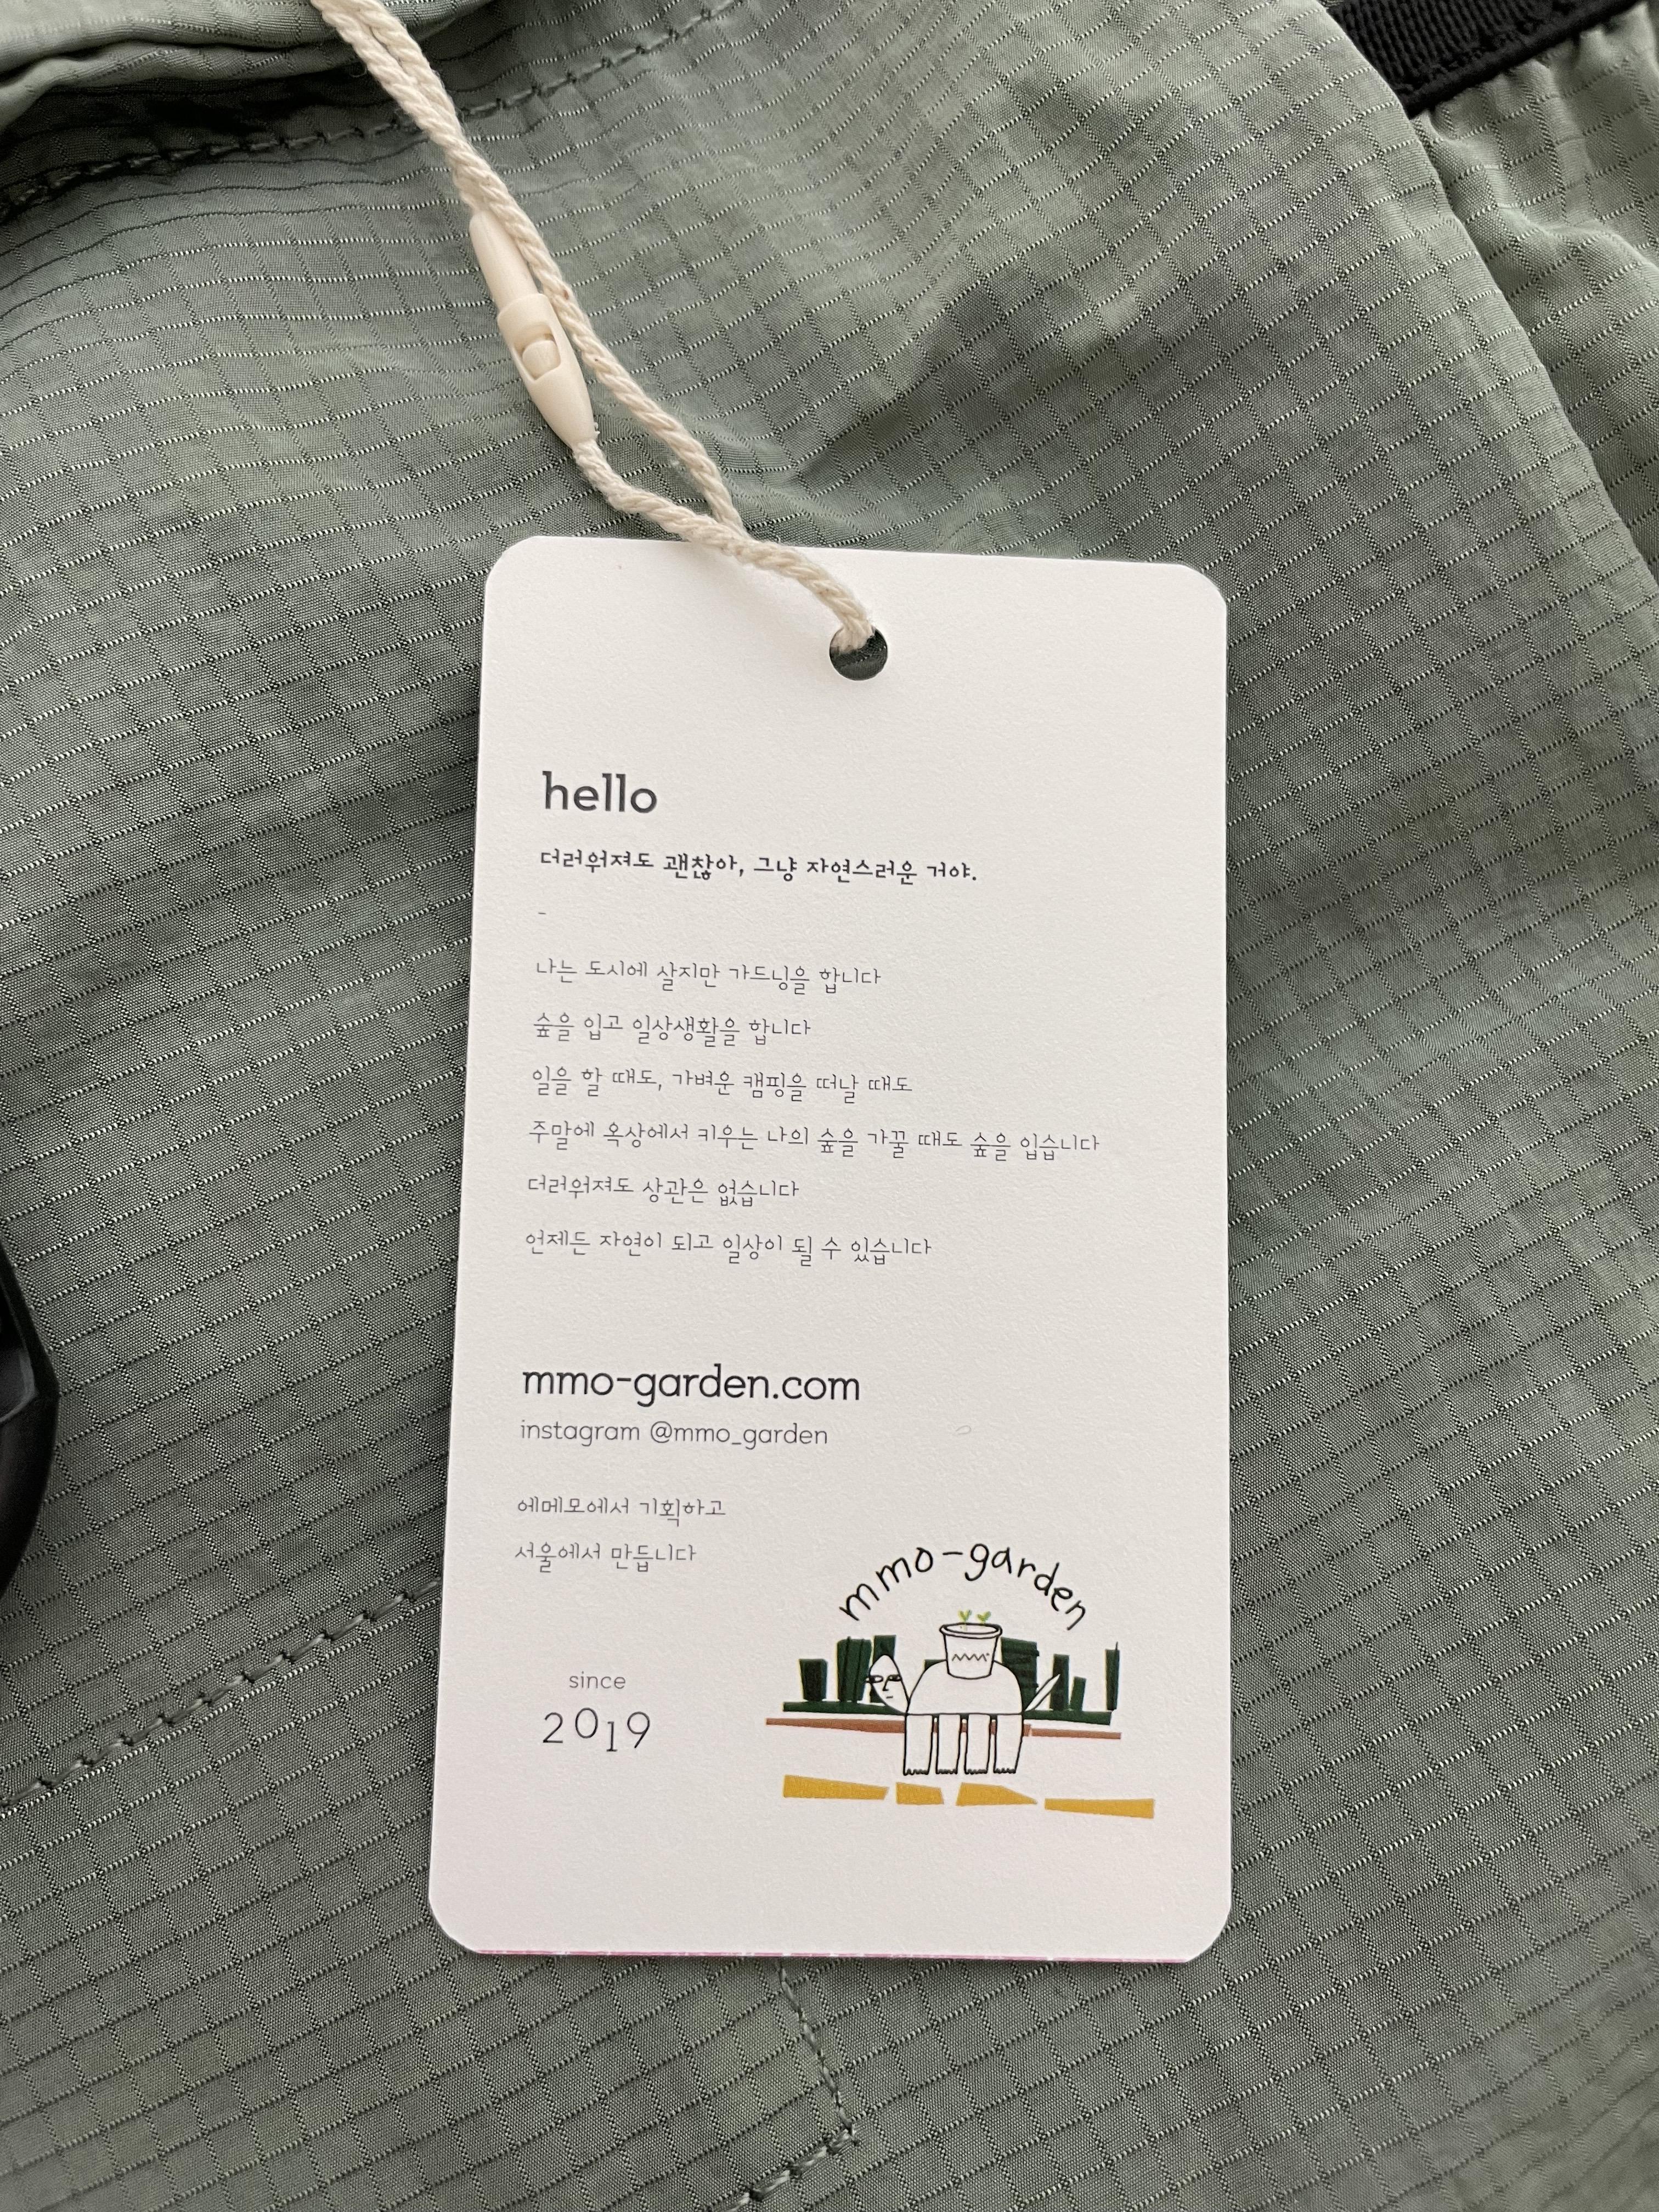 hello
더러워져도 괜찮아, 그냥 자연스러운 거야.
-
나는 도시에 살지만 가드닝을 합니다
숲을 입고 일상생활을 합니다
일을 할 때도, 가벼운 캠핑을 떠날 때도
주말에 옥상에서 키우는 나의 숲을 가꿀 때도 숲을 입습니다
더러워져도 상관은 없습니다
언제든 자연이 되고 일상이 될 수 있습니다
mmo-garden.com
instagram @mmo_garden
에메모에서 기획하고
서울에서 만듭니다
mmo-garden
since
2019